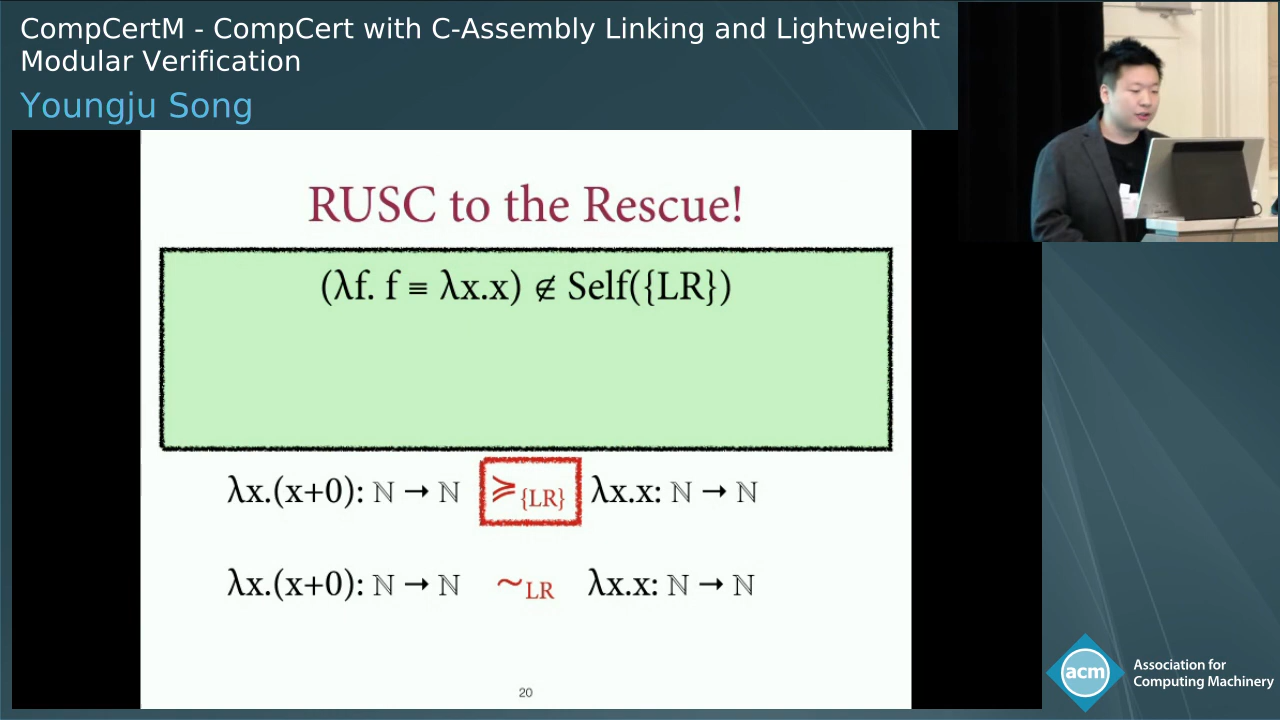 CompCertM - CompCert with C-Assembly Linking and Lightweight
Modular Verification
Youngju Song
RUSC to the Rescue!
(λf. f ≡ λx.x) ∉ Self({LR})
λx.(x+0): ℕ → ℕ ≽{LR} λx.x: ℕ → ℕ
λx.(x+0): ℕ → ℕ ~LR λx.x: ℕ → ℕ
20
acm
Association for
Computing Machinery